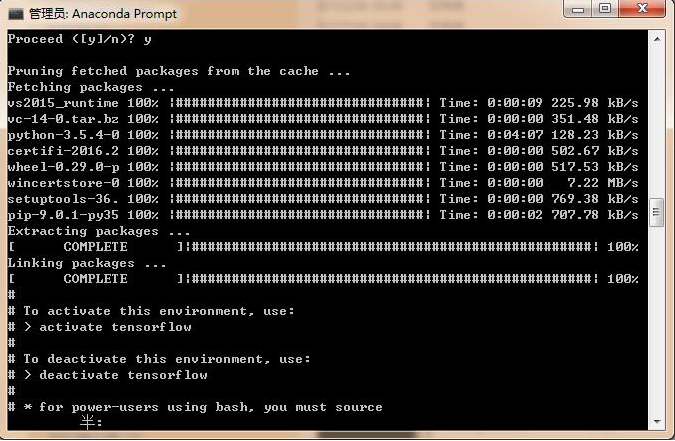 管理员: Anaconda Prompt
Proceed ([y]/n)? y
Pruning fetched packages from the cache ...
Fetching packages ...
vs2015_runtime 100% |###############################| Time: 0:00:09 225.98 kB/s
vc-14-0.tar.bz 100% |###############################| Time: 0:00:00 351.48 kB/s
python-3.5.4-0 100% |###############################| Time: 0:04:07 128.23 kB/s
certifi-2016.2 100% |###############################| Time: 0:00:00 502.67 kB/s
wheel-0.29.0-p 100% |###############################| Time: 0:00:00 517.53 kB/s
wincertstore-0 100% |###############################| Time: 0:00:00 7.22 MB/s
setuptools-36. 100% |###############################| Time: 0:00:00 769.38 kB/s
pip-9.0.1-py35 100% |###############################| Time: 0:00:02 707.78 kB/s
Extracting packages ...
[      COMPLETE      ]|##################################################| 100%
Linking packages ...
[      COMPLETE      ]|##################################################| 100%
#
# To activate this environment, use:
# > activate tensorflow
#
# To deactivate this environment, use:
# > deactivate tensorflow
#
# * for power-users using bash, you must source
半: